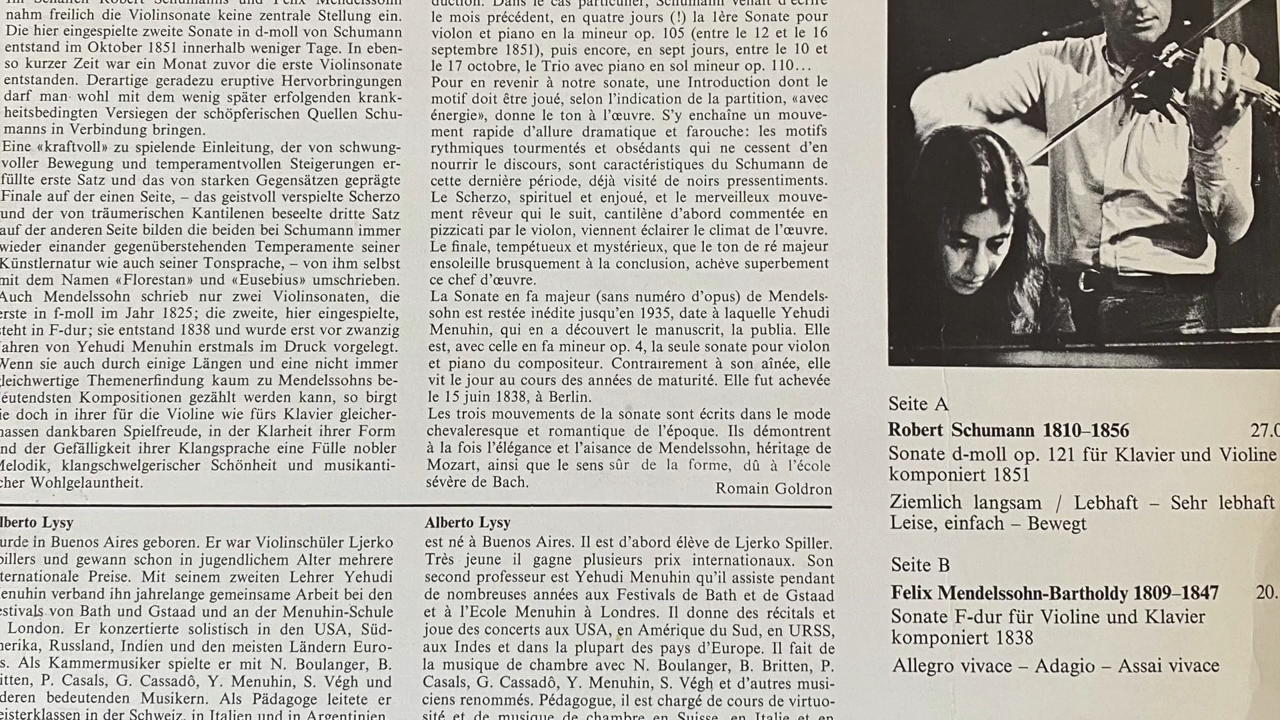 nahm freilich die Violinsonate keine zentrale Stellung ein.
Die hier eingespielte zweite Sonate in d-moll von Schumann
entstand im Oktober 1851 innerhalb weniger Tage. In eben-
so kurzer Zeit war ein Monat zuvor die erste Violinsonate
entstanden. Derartige geradezu eruptive Hervorbringungen
darf man wohl mit dem wenig später erfolgenden krank-
heitsbedingten Versiegen der schöpferischen Quellen Schu-
manns in Verbindung bringen.
Eine «kraftvoll» zu spielende Einleitung, der von schwung-
voller Bewegung und temperamentvollen Steigerungen er-
füllte erste Satz und das von starken Gegensätzen geprägte
Finale auf der einen Seite, – das geistvoll verspielte Scherzo
und der von träumerischen Kantilenen beseelte dritte Satz
auf der anderen Seite bilden die beiden bei Schumann immer
wieder einander gegenüberstehenden Temperamente seiner
Künstlernatur wie auch seiner Tonsprache, – von ihm selbst
mit dem Namen «Florestan» und «Eusebius» umschrieben.
Auch Mendelssohn schrieb nur zwei Violinsonaten, die
erste in f-moll im Jahr 1825; die zweite, hier eingespielte,
steht in F-dur; sie entstand 1838 und wurde erst vor zwanzig
Jahren von Yehudi Menuhin erstmals im Druck vorgelegt.
Wenn sie auch durch einige Längen und eine nicht immer
gleichwertige Themenerfindung kaum zu Mendelssohns be-
deutendsten Kompositionen gezählt werden kann, so birgt
sie doch in ihrer für die Violine wie fürs Klavier gleicher-
massen dankbaren Spielfreude, in der Klarheit ihrer Form
und der Gefälligkeit ihrer Klangsprache eine Fülle nobler
Melodik, klangschwelgerischer Schönheit und musikanti-
scher Wohlgelauntheit.
le mois précédent, en quatre jours (!) la 1ère Sonate pour
violon et piano en la mineur op. 105 (entre le 12 et le 16
septembre 1851), puis encore, en sept jours, entre le 10 et
le 17 octobre, le Trio avec piano en sol mineur op. 110...
Pour en revenir à notre sonate, une Introduction dont le
motif doit être joué, selon l'indication de la partition, «avec
énergie», donne le ton à l'œuvre. S'y enchaîne un mouve-
ment rapide d'allure dramatique et farouche: les motifs
rythmiques tourmentés et obsédants qui ne cessent d'en
nourrir le discours, sont caractéristiques du Schumann de
cette dernière période, déjà visité de noirs pressentiments.
Le Scherzo, spirituel et enjoué, et le merveilleux mouve-
ment rêveur qui le suit, cantilène d'abord commentée en
pizzicati par le violon, viennent éclairer le climat de l'œuvre.
Le finale, tempétueux et mystérieux, que le ton de ré majeur
ensoleille brusquement à la conclusion, achève superbement
ce chef d'œuvre.
La Sonate en fa majeur (sans numéro d'opus) de Mendels-
sohn est restée inédite jusqu'en 1935, date à laquelle Yehudi
Menuhin, qui en a découvert le manuscrit, la publia. Elle
est, avec celle en fa mineur op. 4, la seule sonate pour violon
et piano du compositeur. Contrairement à son aînée, elle
vit le jour au cours des années de maturité. Elle fut achevée
le 15 juin 1838, à Berlin.
Les trois mouvements de la sonate sont écrits dans le mode
chevaleresque et romantique de l'époque. Ils démontrent
à la fois l'élégance et l'aisance de Mendelssohn, héritage de
Mozart, ainsi que le sens sûr de la forme, dû à l'école
sévère de Bach.
Romain Goldron
lberto Lysy
urde in Buenos Aires geboren. Er war Violinschüler Ljerko
pillers und gewann schon in jugendlichem Alter mehrere
ternationale Preise. Mit seinem zweiten Lehrer Yehudi
enuhin verband ihn jahrelange gemeinsame Arbeit bei den
estivals von Bath und Gstaad und an der Menuhin-Schule
London. Er konzertierte solistisch in den USA, Süd-
merika, Russland, Indien und den meisten Ländern Euro-
s. Als Kammermusiker spielte er mit N. Boulanger, B.
itten, P. Casals, G. Cassadô, Y. Menuhin, S. Végh und
deren bedeutenden Musikern. Als Pädagoge leitete er
eisterklassen in der Schweiz, in Italien und in Argentinien.
Alberto Lysy
est né à Buenos Aires. Il est d'abord élève de Ljerko Spiller.
Très jeune il gagne plusieurs prix internationaux. Son
second professeur est Yehudi Menuhin qu'il assiste pendant
de nombreuses années aux Festivals de Bath et de Gstaad
et à l'Ecole Menuhin à Londres. Il donne des récitals et
joue des concerts aux USA, en Amérique du Sud, en URSS,
aux Indes et dans la plupart des pays d'Europe. Il fait de
la musique de chambre avec N. Boulanger, B. Britten, P.
Casals, G. Cassadô, Y. Menuhin, S. Végh et d'autres musi-
ciens renommés. Pédagogue, il est chargé de cours de virtuo-
sité et de musique de chambre en Suisse, en Italie et en
Seite A
Robert Schumann 1810–1856 27.0
Sonate d-moll op. 121 für Klavier und Violine
komponiert 1851
Ziemlich langsam / Lebhaft – Sehr lebhaft
Leise, einfach – Bewegt
Seite B
Felix Mendelssohn-Bartholdy 1809–1847 20.
Sonate F-dur für Violine und Klavier
komponiert 1838
Allegro vivace – Adagio – Assai vivace